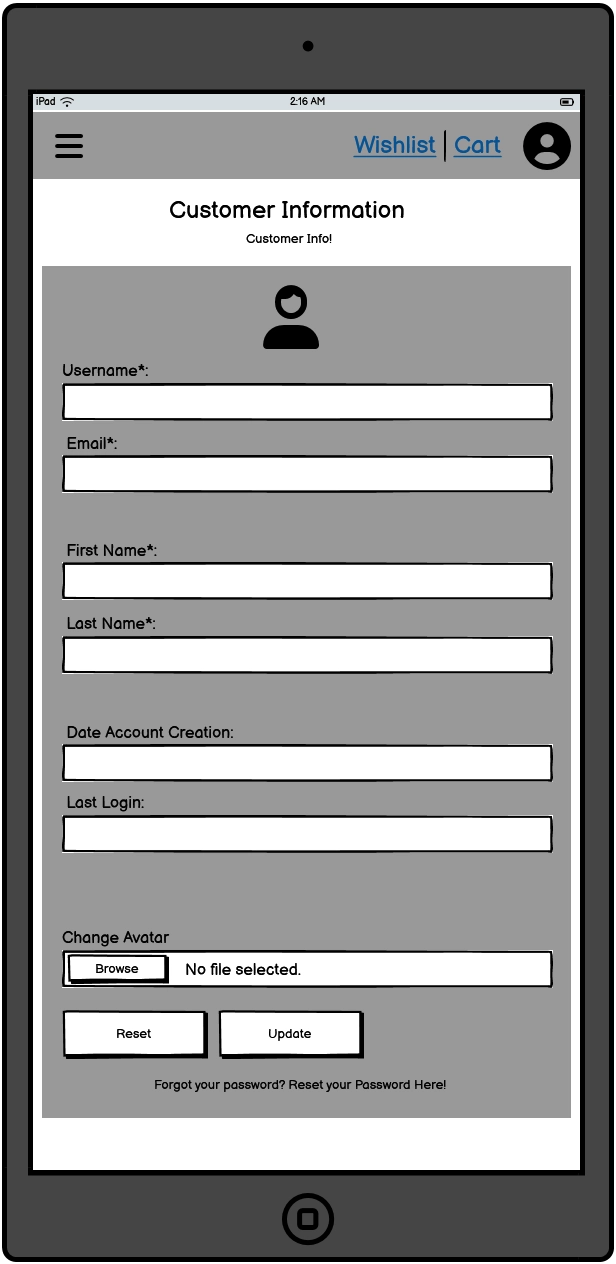 iPad 2:16 AM
Wishlist Cart
Customer Information
Customer Info!
Username*:
Email*:
First Name*:
Last Name*:
Date Account Creation:
Last Login:
Change Avatar
Browse No file selected.
Reset Update
Forgot your password? Reset your Password Here!